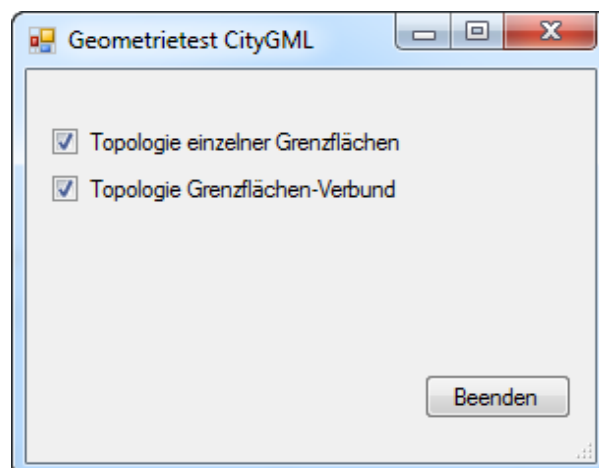 Geometrietest CityGML
Topologie einzelner Grenzflächen
Topologie Grenzflächen-Verbund
Beenden